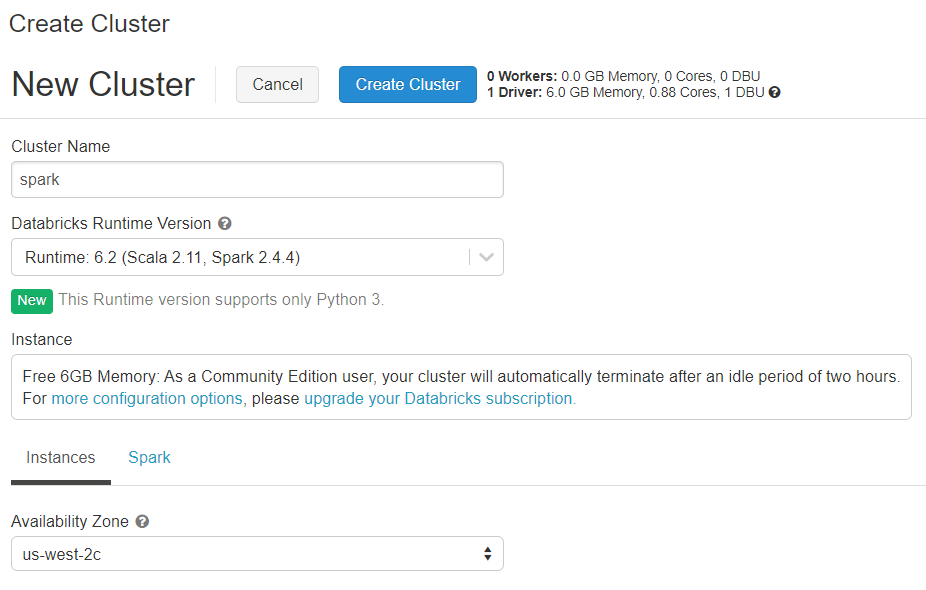 Create Cluster
New Cluster
Cancel
Create Cluster
0 Workers: 0.0 GB Memory, 0 Cores, 0 DBU
1 Driver: 6.0 GB Memory, 0.88 Cores, 1 DBU ?
Cluster Name
spark
Databricks Runtime Version ?
Runtime: 6.2 (Scala 2.11, Spark 2.4.4)
New This Runtime version supports only Python 3.
Instance
Free 6GB Memory: As a Community Edition user, your cluster will automatically terminate after an idle period of two hours.
For more configuration options, please upgrade your Databricks subscription.
Instances Spark
Availability Zone ?
us-west-2c